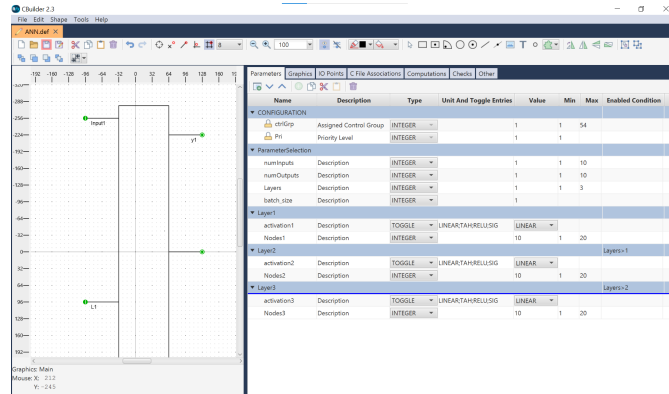 CBuilder 2.3
File Edit Shape Tools Help
ANN.def
8 100 T
-192 -160 -128 -96 -64 -32 0 32 64 96 128 160
-288
-256
-224
-192
-160
-128
-96
-64
-32
0
32
64
96
128
160
192
Input1
y1
L1
Graphics: Main
Mouse: X: 212
Y: -245
Parameters Graphics IO Points C File Associations Computations Checks Other
Name Description Type Unit And Toggle Entries Value Min Max Enabled Condition
CONFIGURATION
ctrlGrp Assigned Control Group INTEGER 1 1 54
Pri Priority Level INTEGER 1 1
ParameterSelection
numInputs Description INTEGER 1 1 10
numOutputs Description INTEGER 1 1 10
Layers Description INTEGER 1 1 3
batch_size Description INTEGER 1
Layer1
activation1 Description TOGGLE LINEAR;TAH;RELU;SIG LINEAR
Nodes1 Description INTEGER 10 1 20
Layer2 Layers>1
activation2 Description TOGGLE LINEAR;TAH;RELU;SIG LINEAR
Nodes2 Description INTEGER 10 1 20
Layer3 Layers>2
activation3 Description TOGGLE LINEAR;TAH;RELU;SIG LINEAR
Nodes3 Description INTEGER 10 1 20